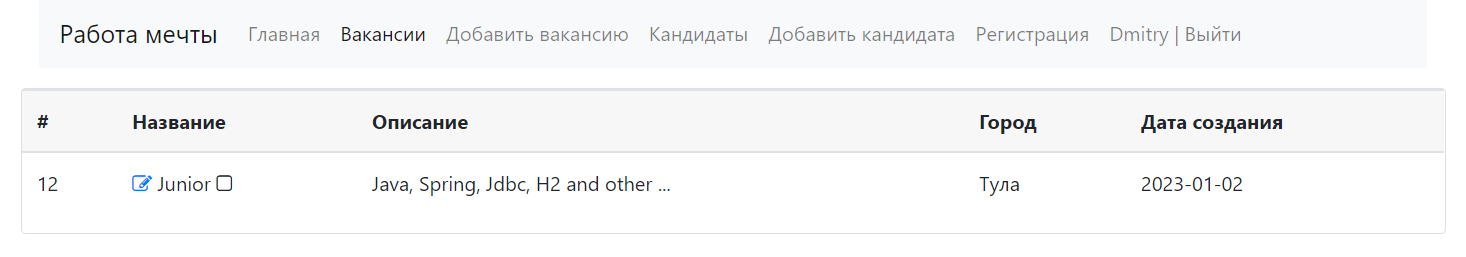 Работа мечты Главная Вакансии Добавить вакансию Кандидаты Добавить кандидата Регистрация Dmitry | Выйти
# Название Описание Город Дата создания
12 Junior Java, Spring, Jdbc, H2 and other ... Тула 2023-01-02